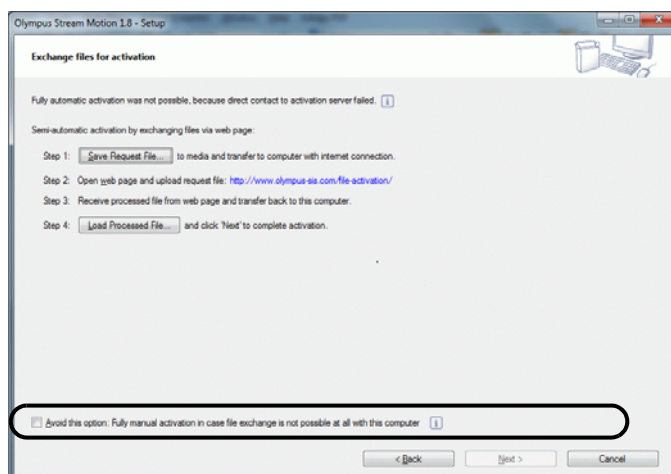 Olympus Stream Motion 1.8 - Setup
Exchange files for activation
Fully automatic activation was not possible, because direct contact to activation server failed. i
Semi-automatic activation by exchanging files via web page:
Step 1: Save Request File... to media and transfer to computer with internet connection.
Step 2: Open web page and upload request file: http://www.olympus-sis.com/file-activation/
Step 3: Receive processed file from web page and transfer back to this computer.
Step 4: Load Processed File... and click 'Next' to complete activation.
Avoid this option: Fully manual activation in case file exchange is not possible at all with this computer i
< Back Next > Cancel